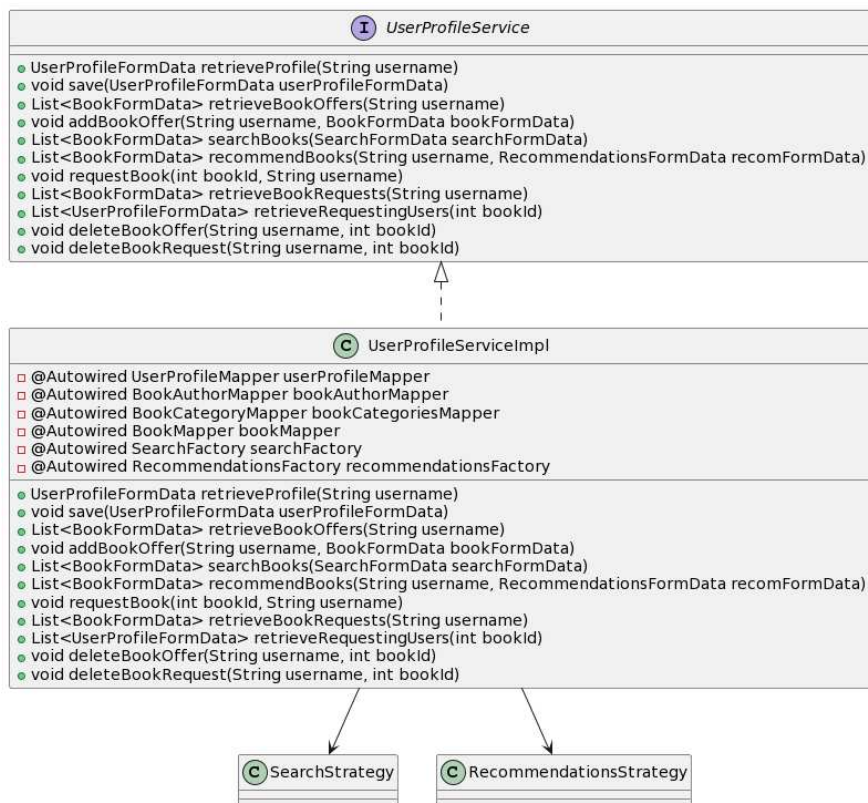 I UserProfileService
UserProfileFormData retrieveProfile(String username)
void save(UserProfileFormData userProfileFormData)
List<BookFormData> retrieveBookOffers(String username)
void addBookOffer(String username, BookFormData bookFormData)
List<BookFormData> searchBooks(SearchFormData searchFormData)
List<BookFormData> recommendBooks(String username, RecommendationsFormData recomFormData)
void requestBook(int bookId, String username)
List<BookFormData> retrieveBookRequests(String username)
List<UserProfileFormData> retrieveRequestingUsers(int bookId)
void deleteBookOffer(String username, int bookId)
void deleteBookRequest(String username, int bookId)
C UserProfileServiceImpl
@Autowired UserProfileMapper userProfileMapper
@Autowired BookAuthorMapper bookAuthorMapper
@Autowired BookCategoryMapper bookCategoriesMapper
@Autowired BookMapper bookMapper
@Autowired SearchFactory searchFactory
@Autowired RecommendationsFactory recommendationsFactory
UserProfileFormData retrieveProfile(String username)
void save(UserProfileFormData userProfileFormData)
List<BookFormData> retrieveBookOffers(String username)
void addBookOffer(String username, BookFormData bookFormData)
List<BookFormData> searchBooks(SearchFormData searchFormData)
List<BookFormData> recommendBooks(String username, RecommendationsFormData recomFormData)
void requestBook(int bookId, String username)
List<BookFormData> retrieveBookRequests(String username)
List<UserProfileFormData> retrieveRequestingUsers(int bookId)
void deleteBookOffer(String username, int bookId)
void deleteBookRequest(String username, int bookId)
C SearchStrategy
C RecommendationsStrategy